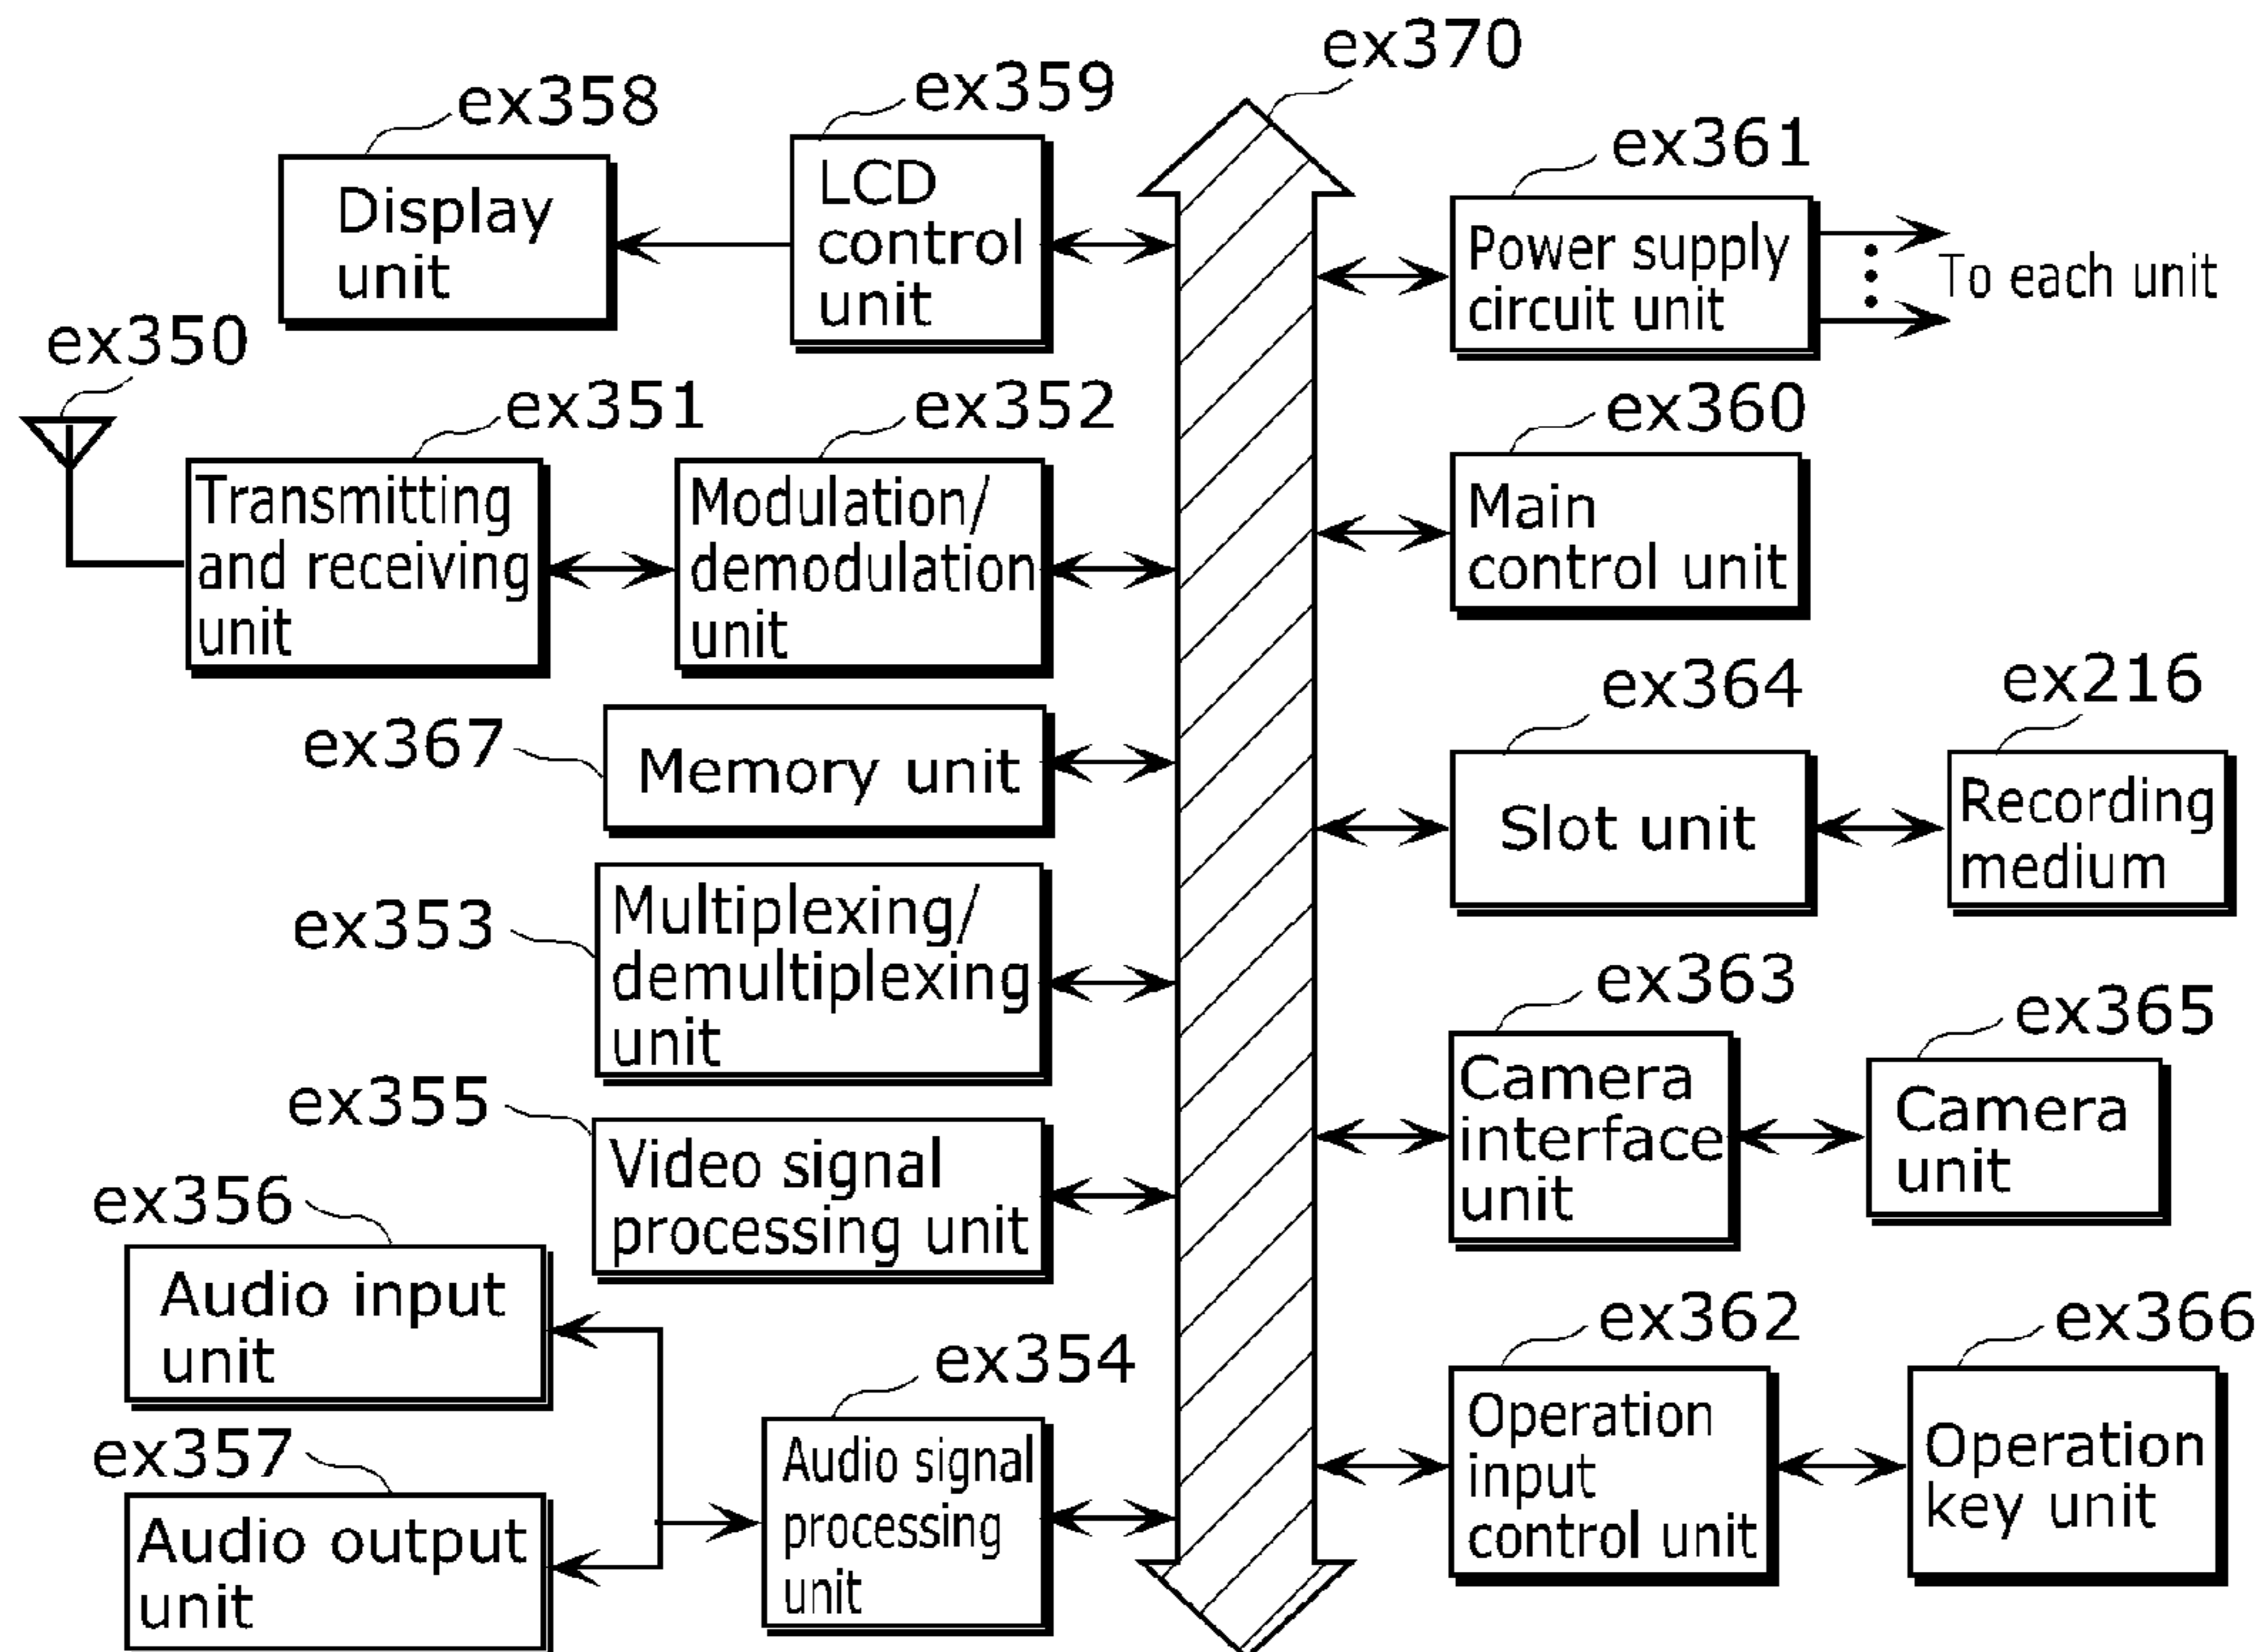 ex370
ex358
ex359
ex361
Display
unit
LCD
control
unit
Power supply
circuit unit
To each unit
ex350
ex351
ex352
ex360
Transmitting
and receiving
unit
Modulation/
demodulation
unit
Main
control unit
ex367
Memory unit
ex364
ex216
Slot unit
Recording
medium
ex353
Multiplexing/
demultiplexing
unit
ex363
ex365
Camera
interface
unit
Camera
unit
ex355
Video signal
processing unit
ex356
Audio input
unit
ex362
ex366
Operation
input
control unit
Operation
key unit
ex354
Audio signal
processing
unit
ex357
Audio output
unit